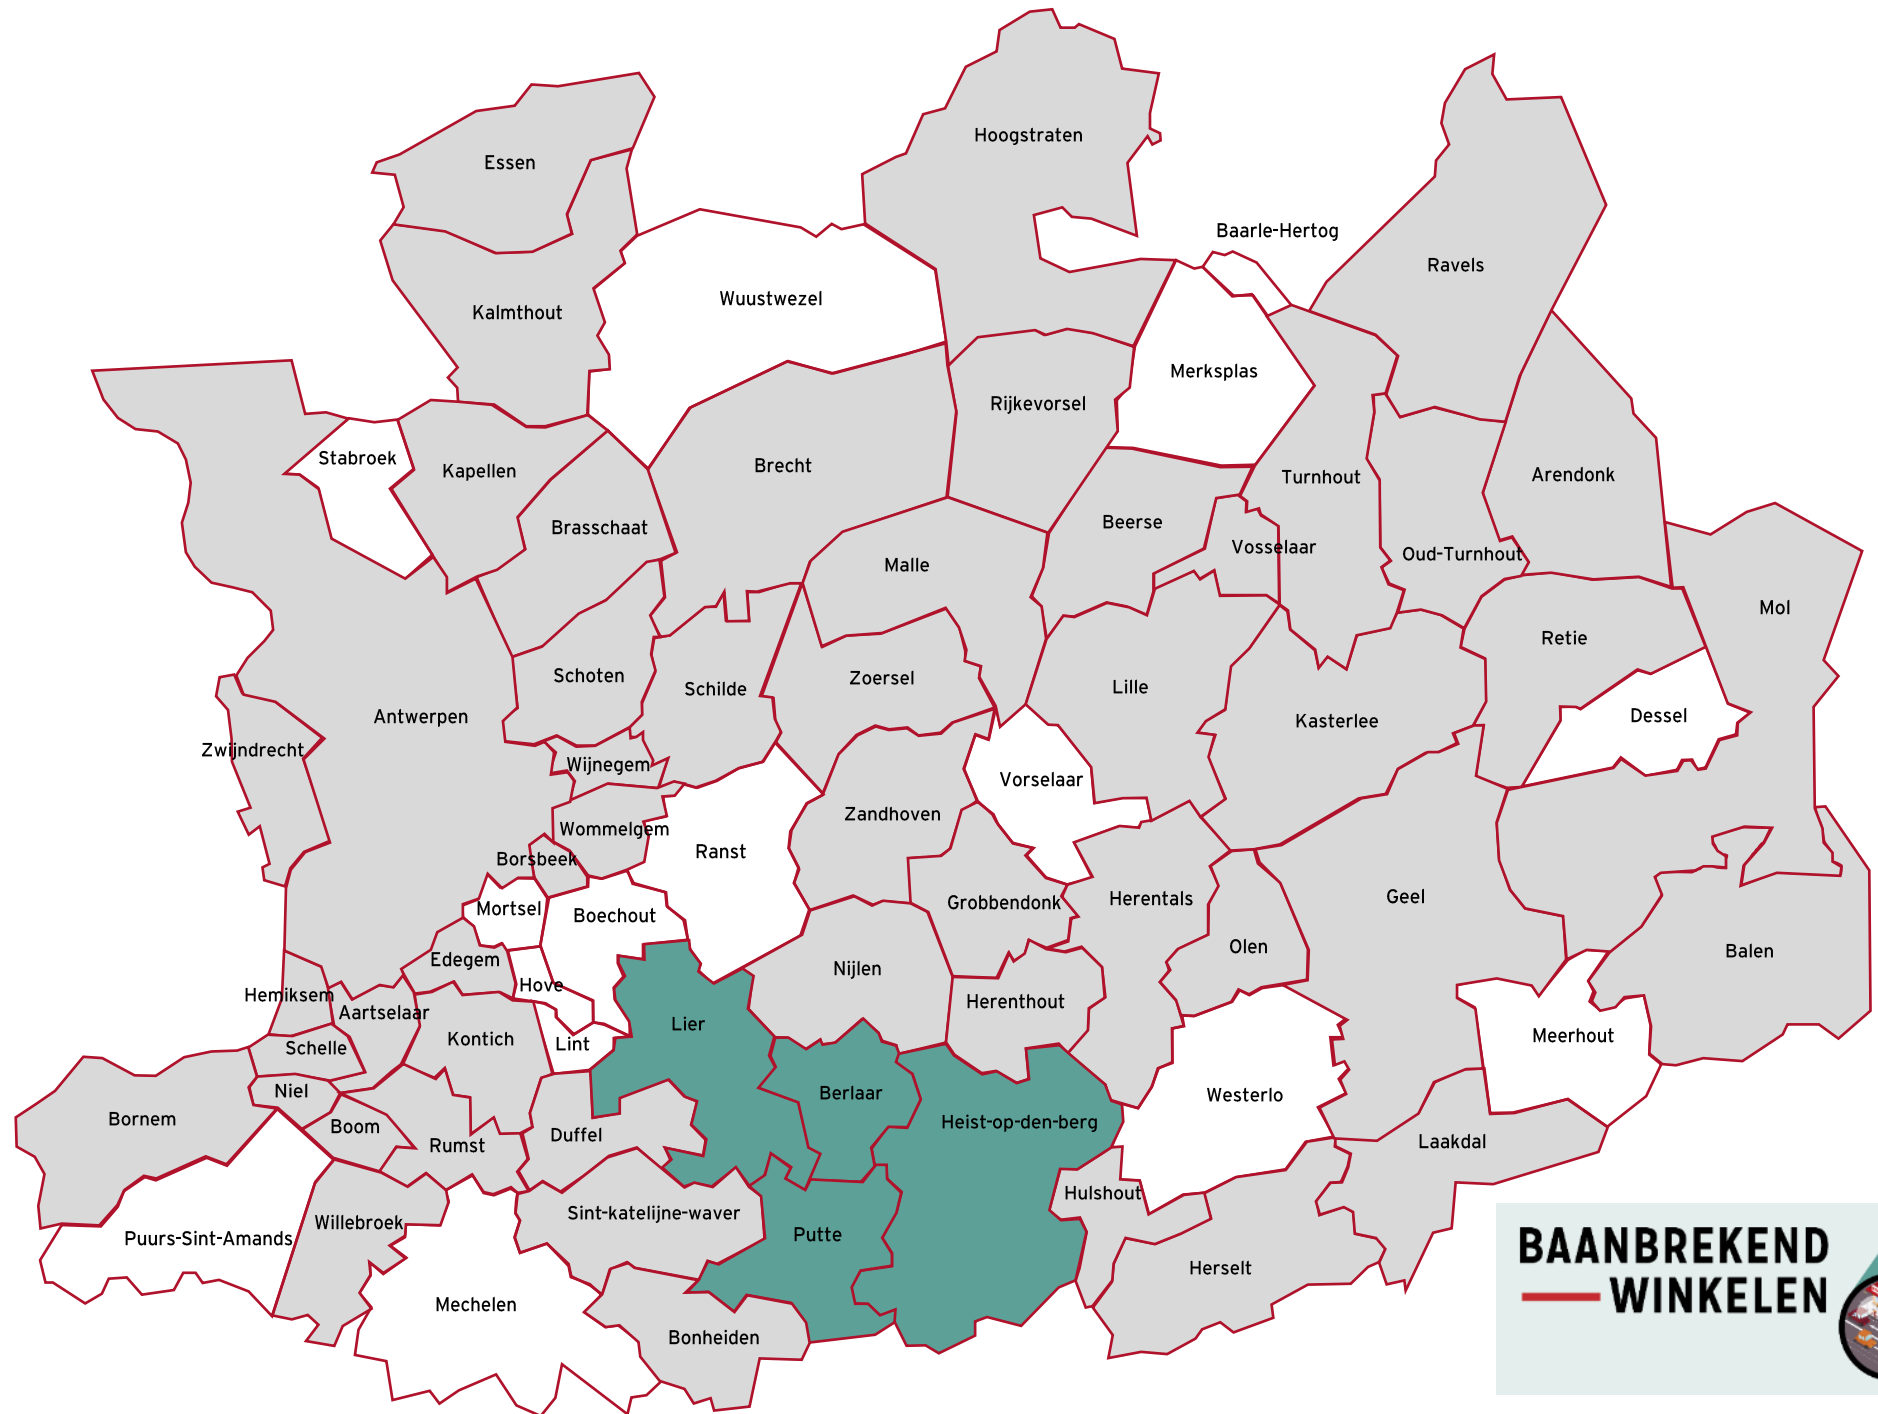 Hoogstraten
Essen
Baarle-Hertog
Ravels
Wuustwezel
Kalmthout
Merksplas
Rijkevorsel
Stabroek
Kapellen
Brecht
Turnhout
Arendonk
Brasschaat
Beerse
Vosselaar
Oud-Turnhout
Malle
Mol
Retie
Schoten
Zoersel
Lille
Schilde
Antwerpen
Dessel
Kasterlee
Zwijndrecht
Wijnegem
Vorselaar
Zandhoven
Wommelgem
Ranst
Borsbeek
Geel
Herentals
Grobbendonk
Mortsel
Boechout
Olen
Balen
Edegem
Nijlen
Hove
Hemiksem
Herenthout
Aartselaar
Lier
Meerhout
Kontich
Lint
Schelle
Niel
Berlaar
Westerlo
Bornem
Heist-op-den-berg
Boom
Duffel
Laakdal
Rumst
Hulshout
Sint-katelijne-waver
Willebroek
Putte
Puurs-Sint-Amands
Herselt
Mechelen
Bonheiden
BAANBREKEND
WINKELEN